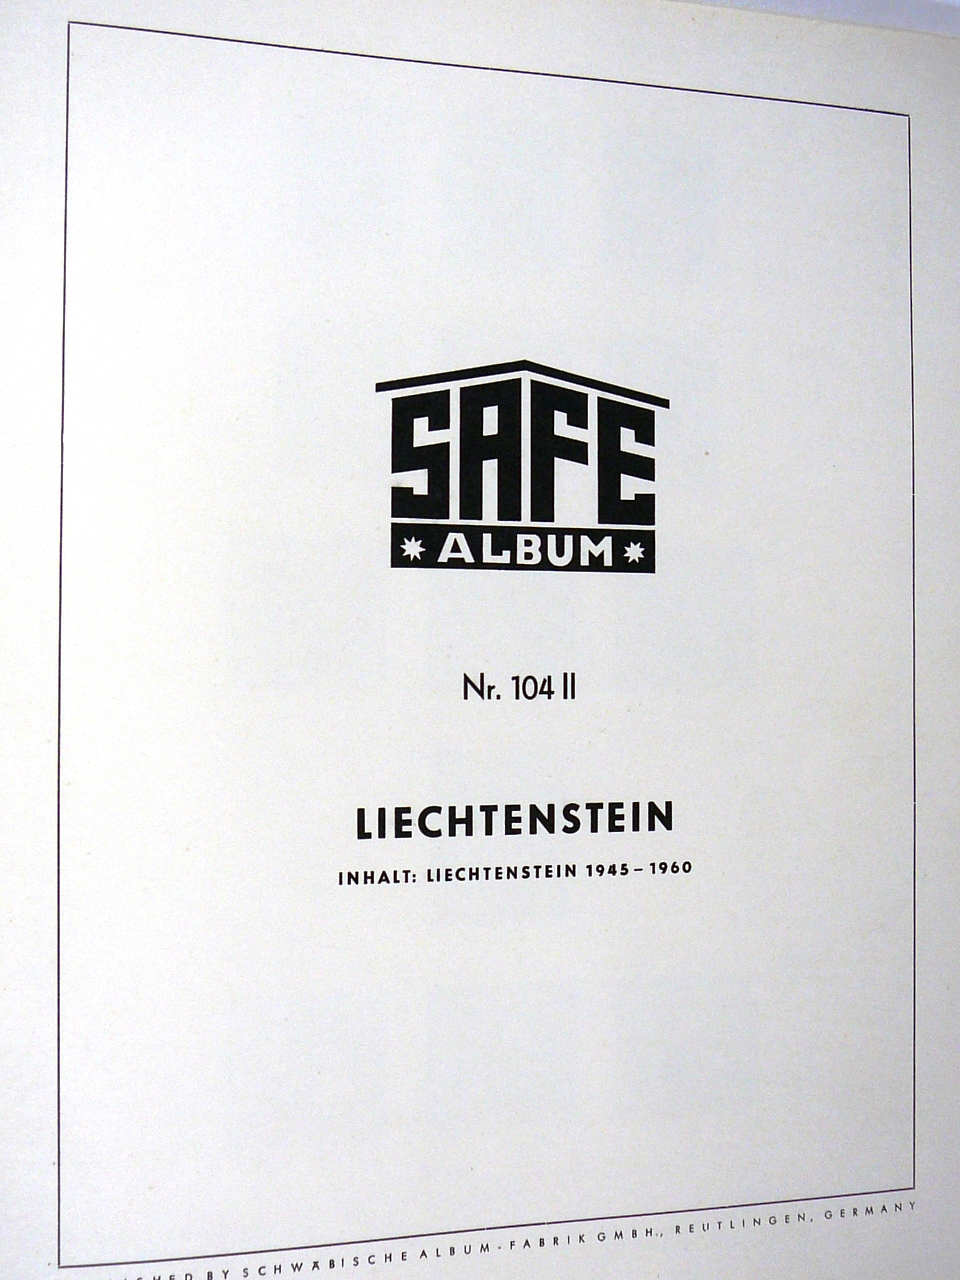 SAFE
ALBUM
Nr. 104 II
LIECHTENSTEIN
INHALT: LIECHTENSTEIN 1945 – 1960
BY SCHWÄBISCHE ALBUM - FABRIK GMBH., REUTLINGEN, GERMANY